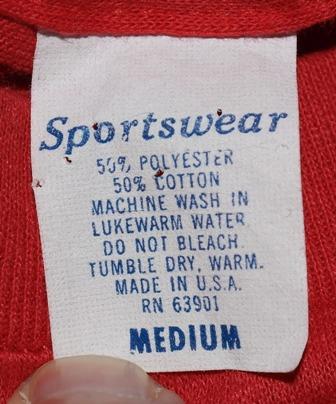 Sportswear
50% POLYESTER
50% COTTON
MACHINE WASH IN
LUKEWARM WATER
DO NOT BLEACH.
TUMBLE DRY, WARM.
MADE IN U.S.A.
RN 63901
MEDIUM